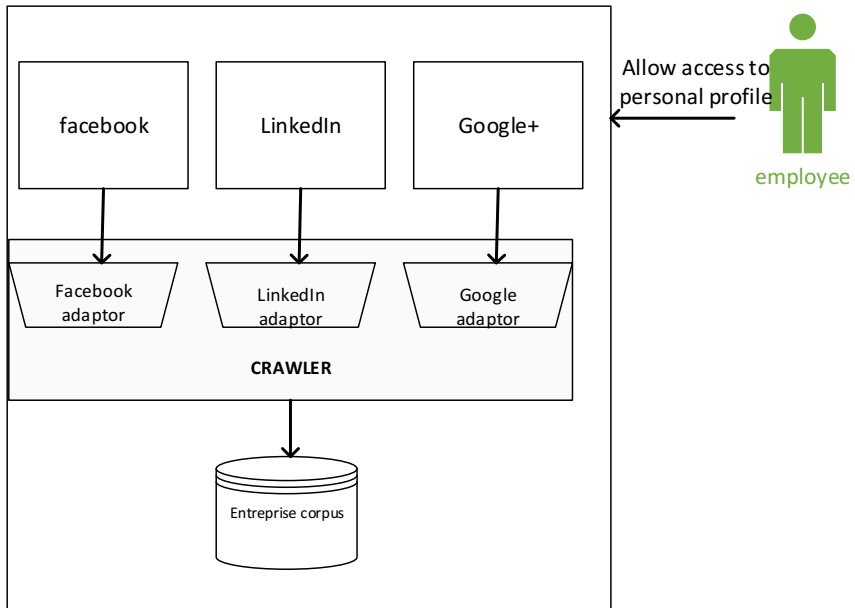 Allow access to
personal profile
employee
facebook
LinkedIn
Google+
Facebook
adaptor
LinkedIn
adaptor
Google
adaptor
CRAWLER
Entreprise corpus